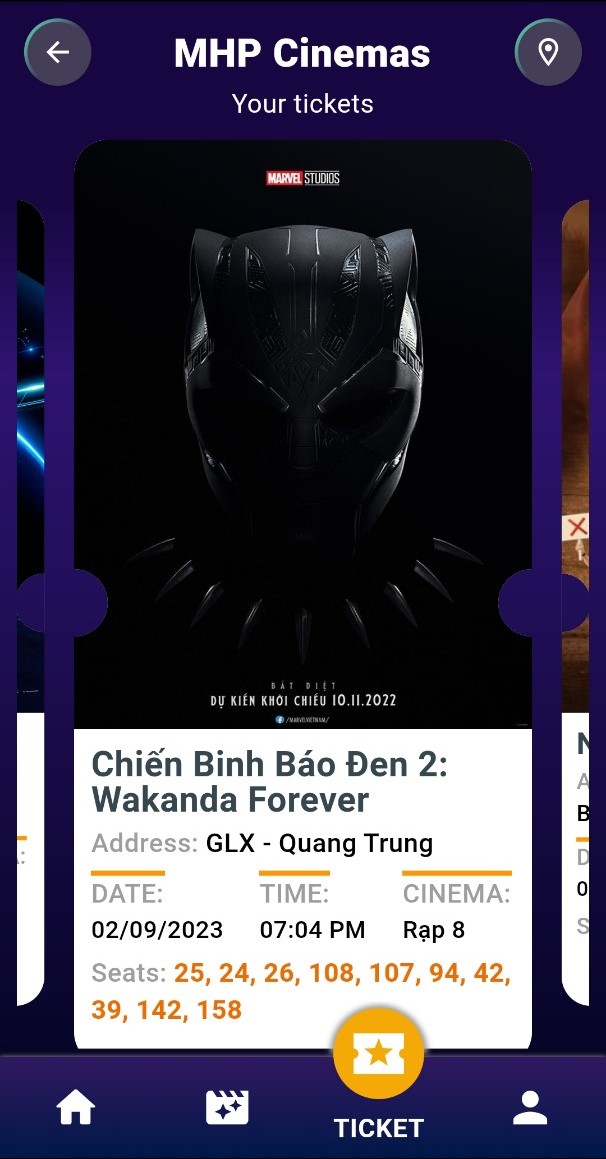 MHP Cinemas
Your tickets
MARVEL STUDIOS
BẤT DIỆT
DỰ KIẾN KHỞI CHIẾU 10.11.2022
/MARVELVIETNAM/
Chiến Binh Báo Đen 2:
Wakanda Forever
Address: GLX - Quang Trung
DATE: TIME: CINEMA:
02/09/2023 07:04 PM Rạp 8
Seats: 25, 24, 26, 108, 107, 94, 42,
39, 142, 158
N
A
B
D
0
S
TICKET